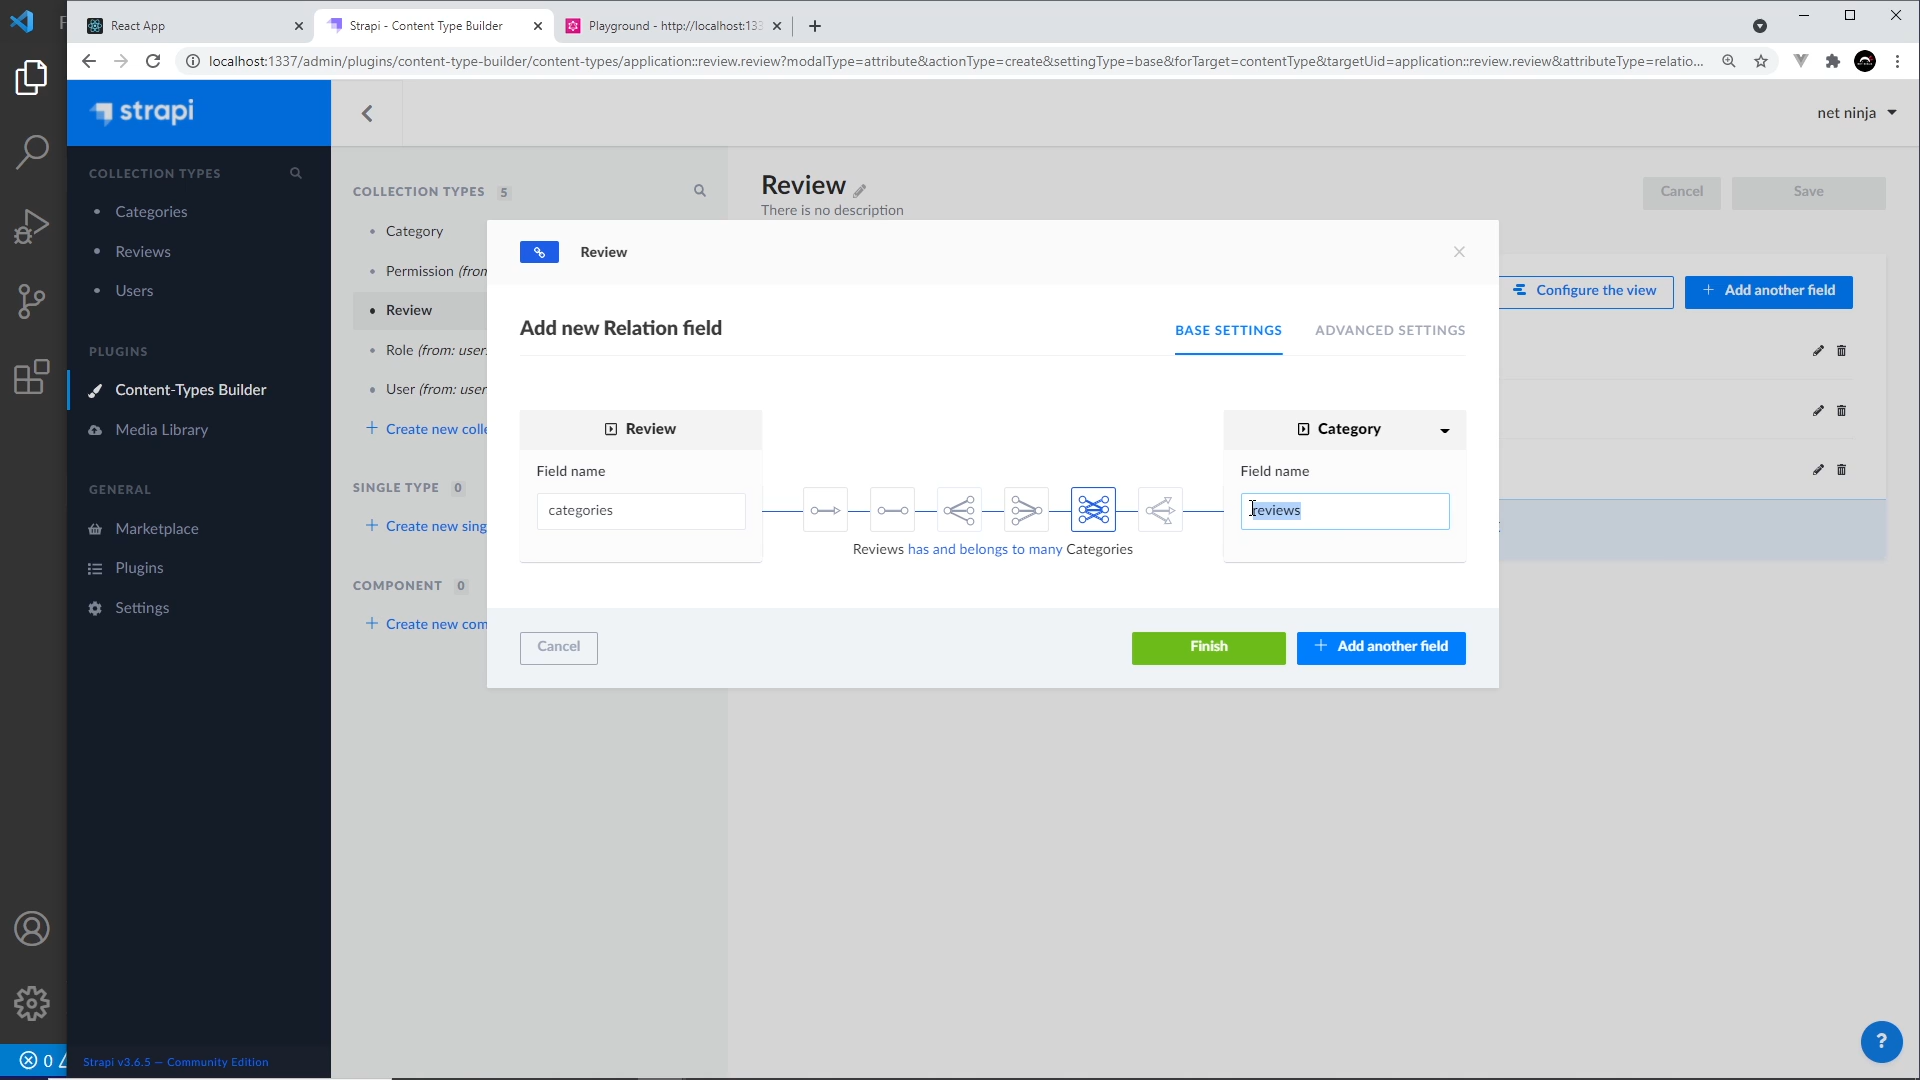 React App
Strapi - Content Type Builder
Playground - http://localhost:133
localhost:1337/admin/plugins/content-type-builder/content-types/application::review.review?modalType=attribute&actionType=create&settingType=base&forTarget=contentType&targetUid=application::review.review&attributeType=relatio...
strapi
net ninja
COLLECTION TYPES
Categories
Reviews
Users
PLUGINS
Content-Types Builder
Media Library
GENERAL
Marketplace
Plugins
Settings
Strapi v3.6.5 — Community Edition
0
COLLECTION TYPES 5
Category
Permission (from
Review
Role (from: user
User (from: user
Create new colle
SINGLE TYPE 0
Create new sing
COMPONENT 0
Create new com
Review
There is no description
Cancel
Save
Configure the view
Add another field
Review
Add new Relation field
BASE SETTINGS
ADVANCED SETTINGS
Review
Category
Field name
Field name
categories
reviews
Reviews has and belongs to many Categories
Cancel
Finish
Add another field
?